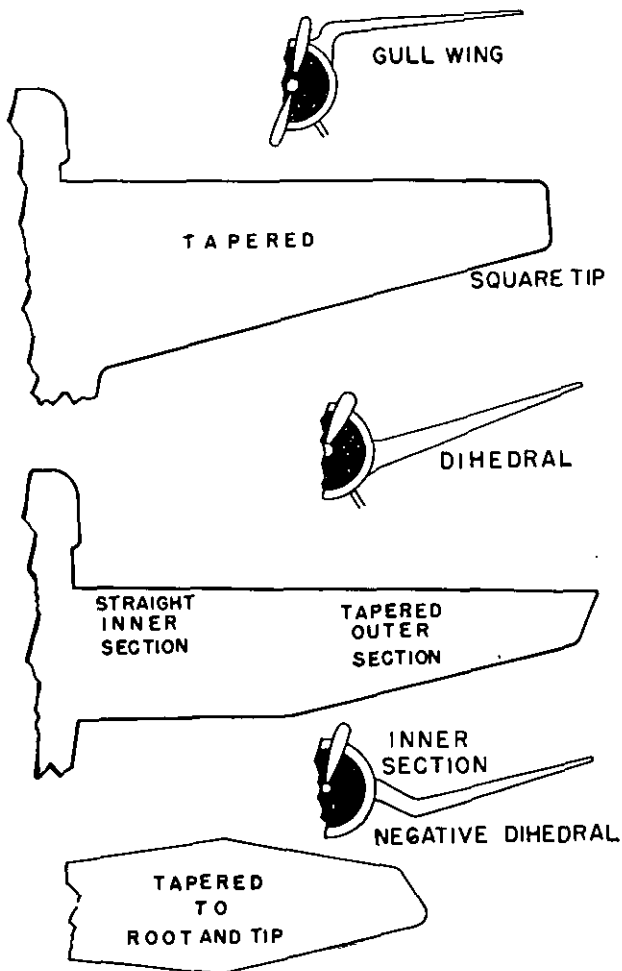 GULL WING
TAPERED
SQUARE TIP
DIHEDRAL
STRAIGHT
INNER
SECTION
TAPERED
OUTER
SECTION
INNER
SECTION
NEGATIVE DIHEDRAL
TAPERED
TO
ROOT AND TIP